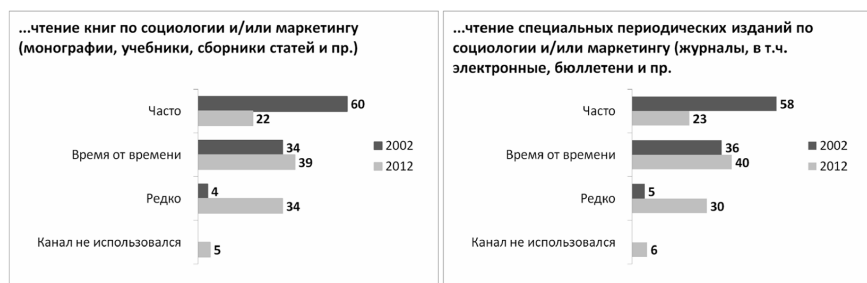 ...чтение книг по социологии и/или маркетингу
(монографии, учебники, сборники статей и пр.)
Часто
60
22
Время от времени
34
39
Редко
4
34
Канал не использовался
5
2002
2012
...чтение специальных периодических изданий по
социологии и/или маркетингу (журналы, в т.ч.
электронные, бюллетени и пр.
Часто
58
23
Время от времени
36
40
Редко
5
30
Канал не использовался
6
2002
2012